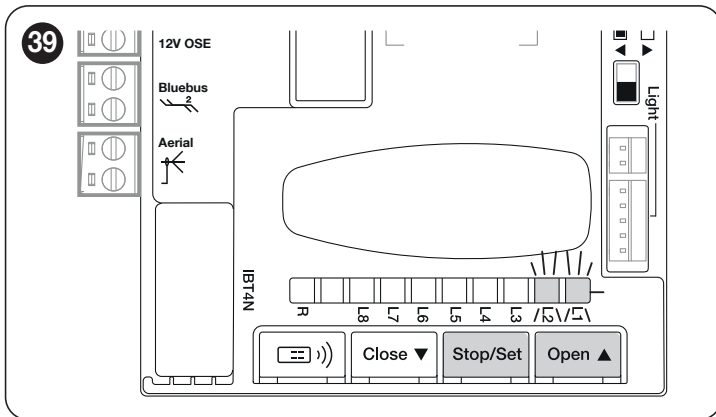 39
12V OSE
Bluebus
2
Aerial
Light
IBT4N
R L8 L7 L6 L5 L4 L3 L2 L1
Close ▼ Stop/Set Open ▲